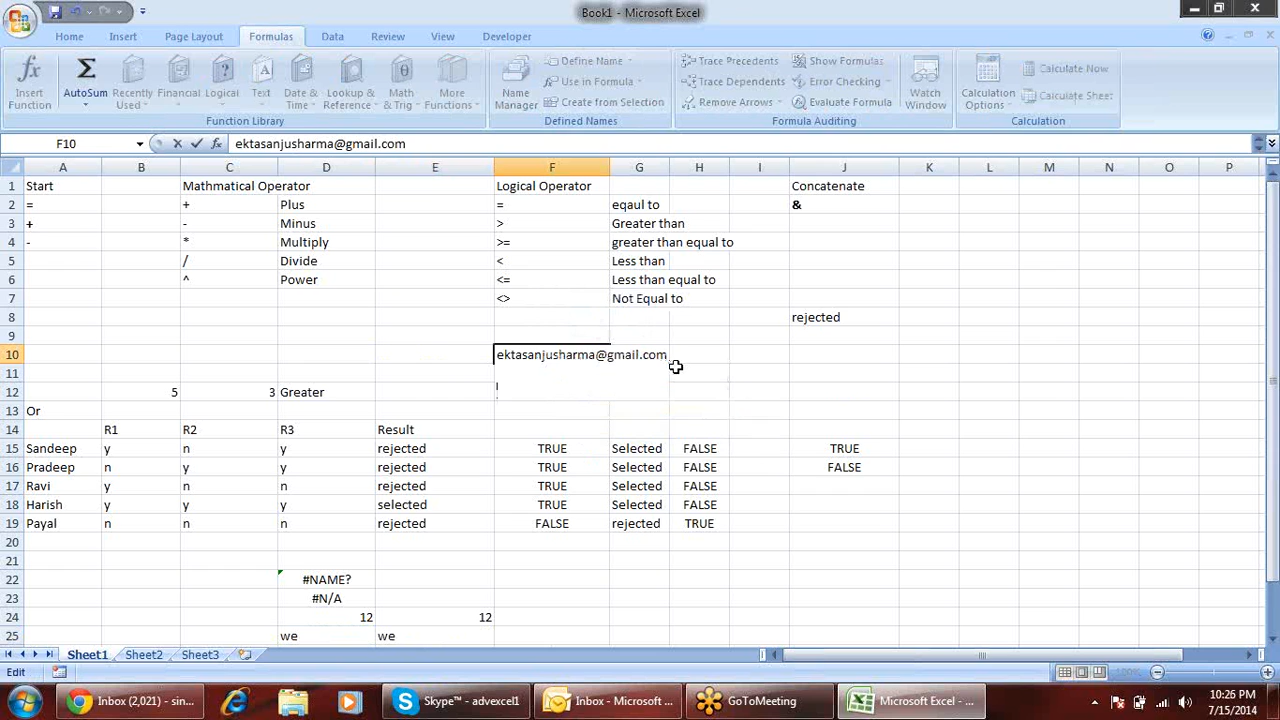 Book1 - Microsoft Excel
Home Insert Page Layout Formulas Data Review View Developer
Insert Function
AutoSum
Recently Used
Financial
Logical
Text
Date & Time
Lookup & Reference
Math & Trig
More Functions
Function Library
Name Manager
Define Name
Use in Formula
Create from Selection
Defined Names
Trace Precedents
Trace Dependents
Remove Arrows
Show Formulas
Error Checking
Evaluate Formula
Formula Auditing
Watch Window
Calculation Options
Calculate Now
Calculate Sheet
Calculation
F10 ektasanjusharma@gmail.com
A B C D E F G H I J K L M N O P
1 Start Mathmatical Operator Logical Operator Concatenate
2 = + Plus = eqaul to &
3 + - Minus > Greater than
4 - * Multiply >= greater than equal to
5 / Divide < Less than
6 ^ Power <= Less than equal to
7 <> Not Equal to
8 rejected
9
10 ektasanjusharma@gmail.com
11
12 5 3 Greater
13 Or
14 R1 R2 R3 Result
15 Sandeep y n y rejected TRUE Selected FALSE TRUE
16 Pradeep n y y rejected TRUE Selected FALSE FALSE
17 Ravi y n n rejected TRUE Selected FALSE
18 Harish y y y selected TRUE Selected FALSE
19 Payal n n n rejected FALSE rejected TRUE
20
21
22 #NAME?
23 #N/A
24 12 12
25 we we
Sheet1 Sheet2 Sheet3
Edit 100%
Inbox (2,021) - sin...
Skype™ - advexcel1
Inbox - Microsoft ...
GoToMeeting
Microsoft Excel - ...
10:26 PM
7/15/2014